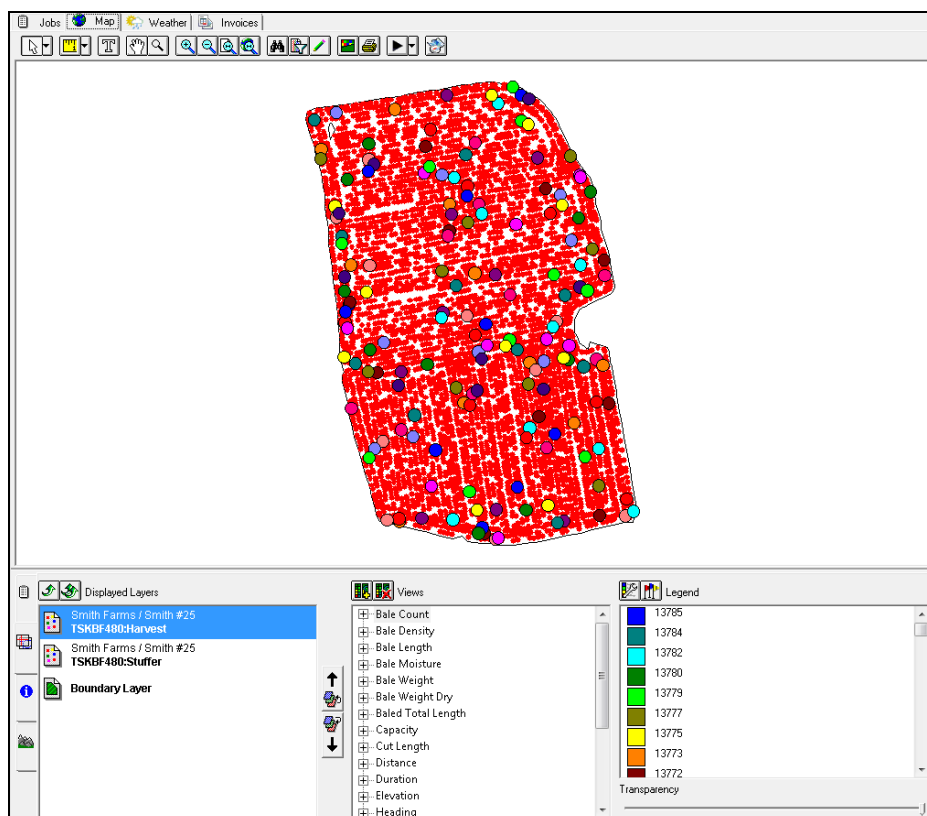 Jobs Map Weather Invoices
T
Displayed Layers
Smith Farms / Smith #25
TSKBF480:Harvest
Smith Farms / Smith #25
TSKBF480:Stuffer
Boundary Layer
Views
Bale Count
Bale Density
Bale Length
Bale Moisture
Bale Weight
Bale Weight Dry
Baled Total Length
Capacity
Cut Length
Distance
Duration
Elevation
Heading
Legend
13785
13784
13782
13780
13779
13777
13775
13773
13772
Transparency